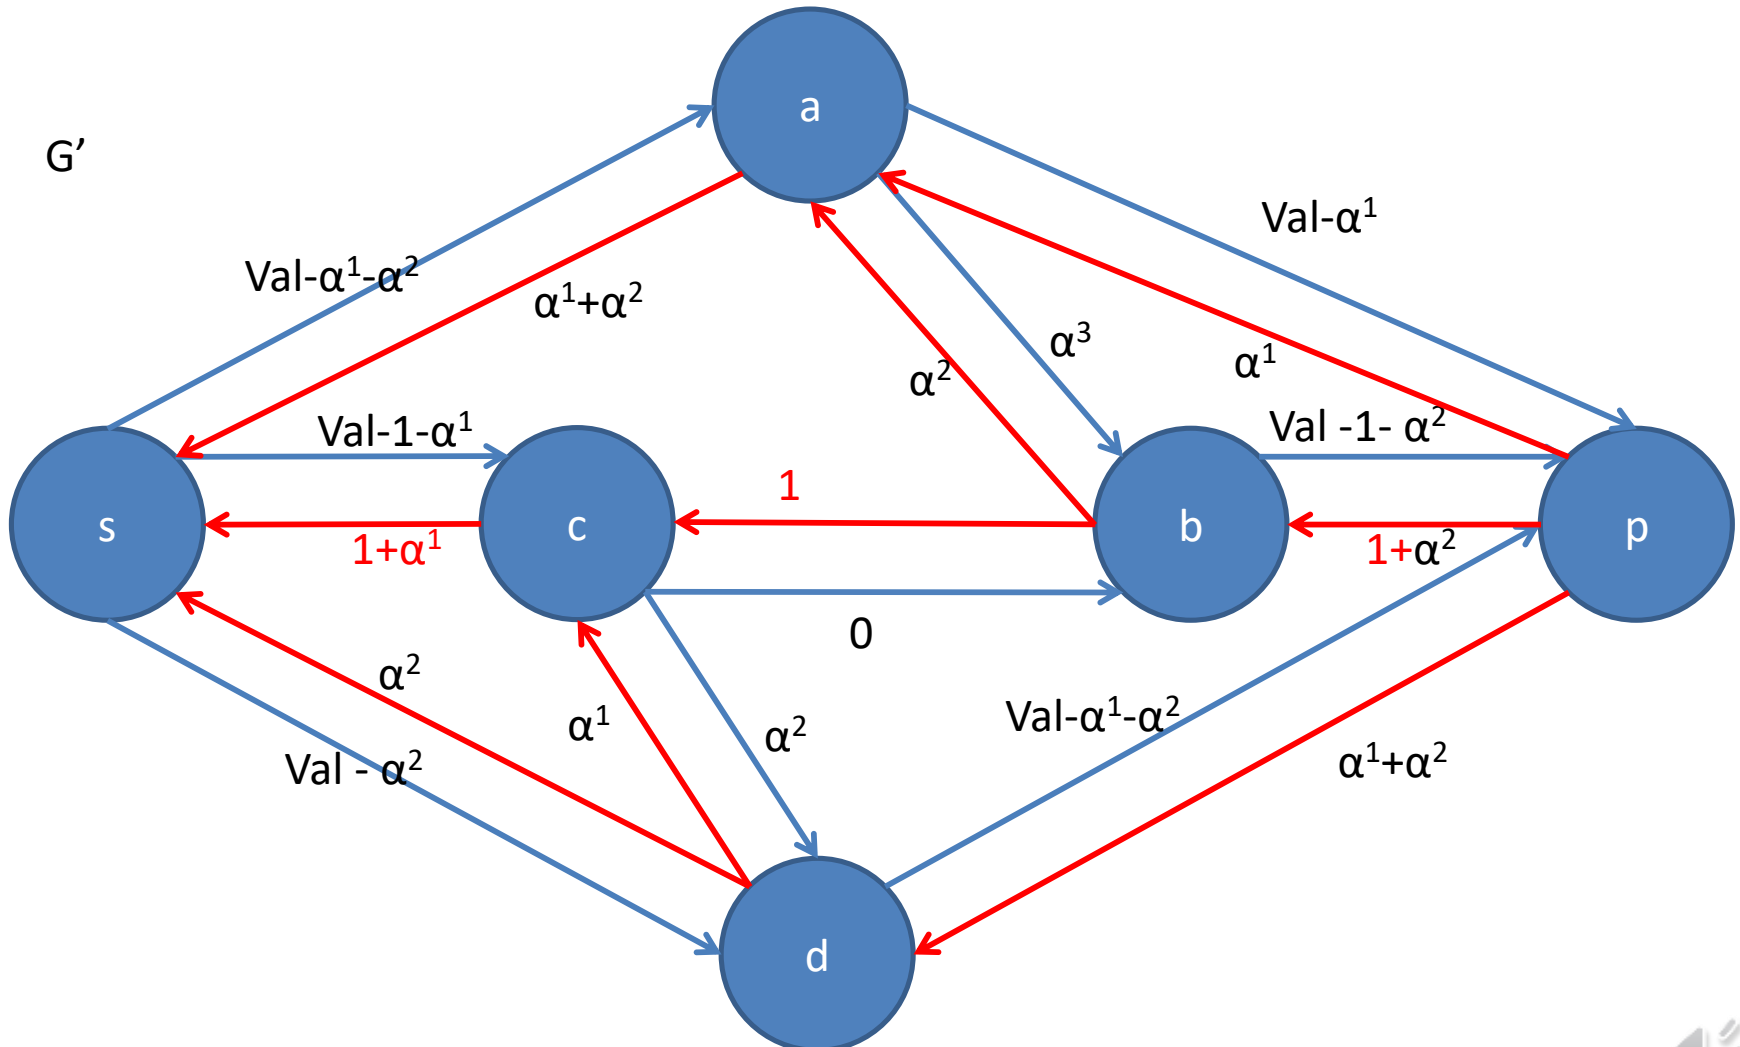 a
G’
Val-α¹
Val-α¹-α²
α¹+α²
α³
α²
α¹
Val-1-α¹
Val -1- α²
1
s
c
b
p
1+α¹
1+α²
0
α²
α¹
α²
Val-α¹-α²
Val - α²
α¹+α²
d